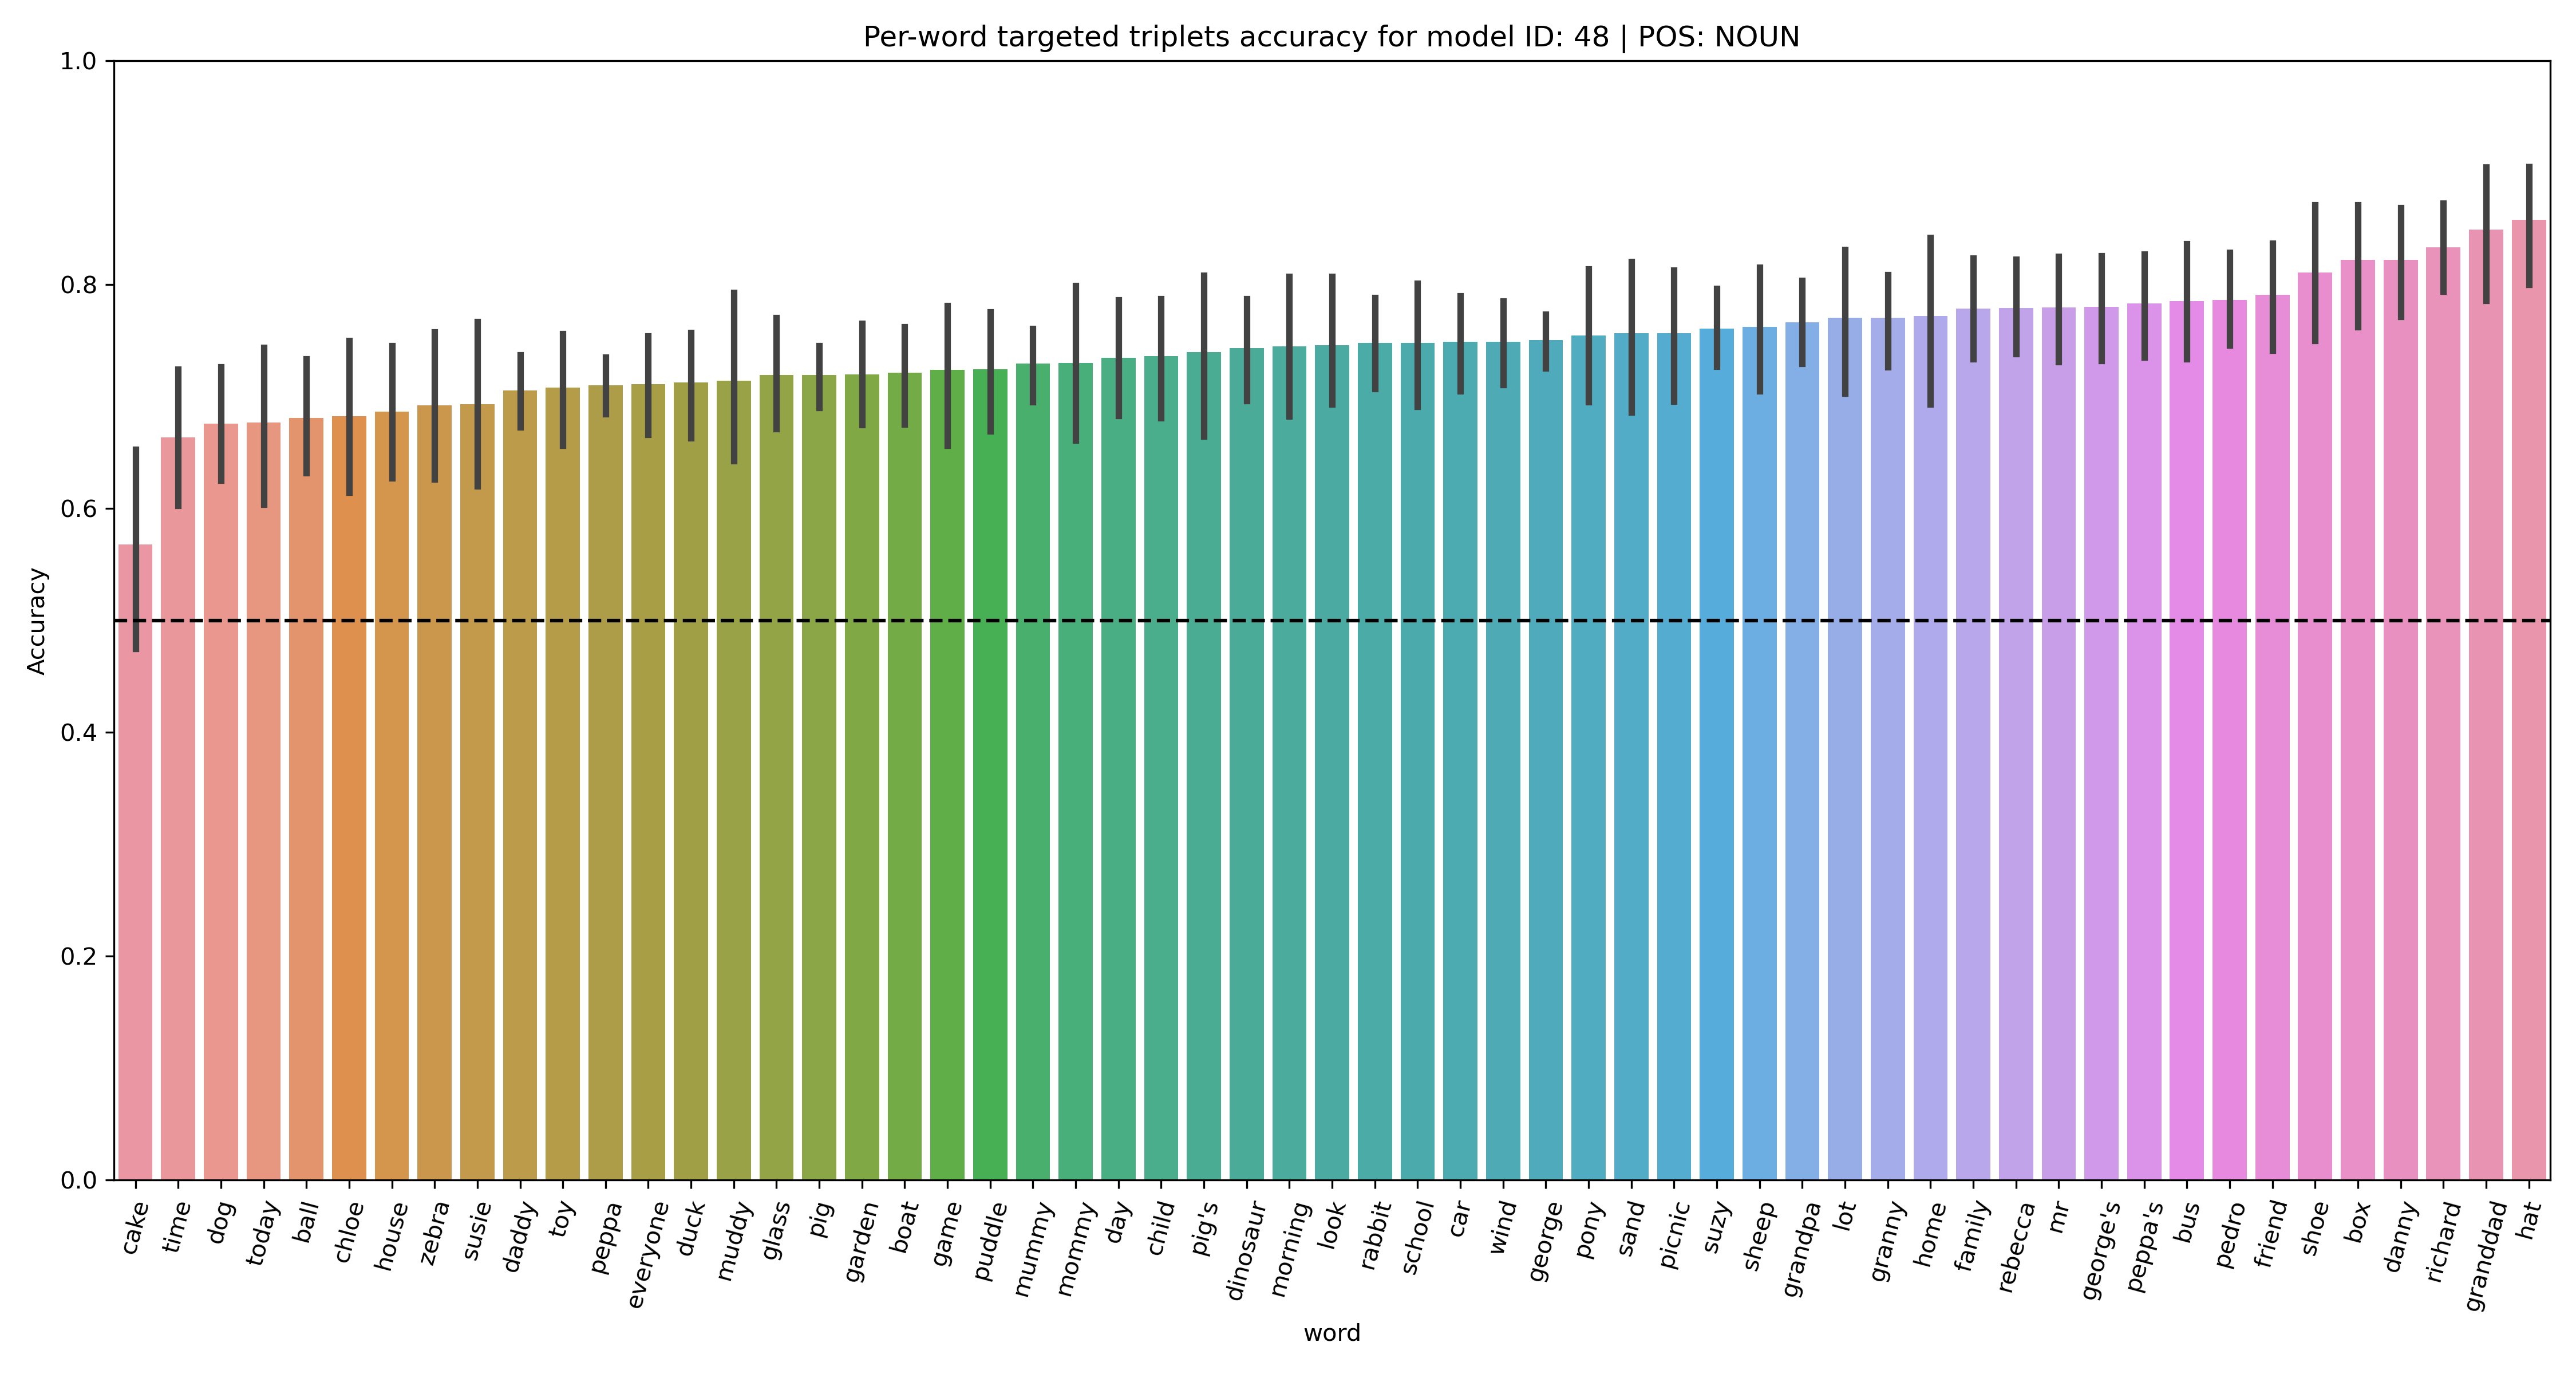 Per-word targeted triplets accuracy for model ID: 48 | POS: NOUN
1.0
0.8
0.6
0.4
0.2
0.0
Accuracy
cake time dog today ball chloe house zebra susie daddy toy peppa everyone duck muddy glass pig garden boat game puddle mummy mommy day child pig's dinosaur morning look rabbit school car wind george pony sand picnic suzy sheep grandpa lot granny home family rebecca mr george's peppa's bus pedro friend shoe box danny richard granddad hat
word